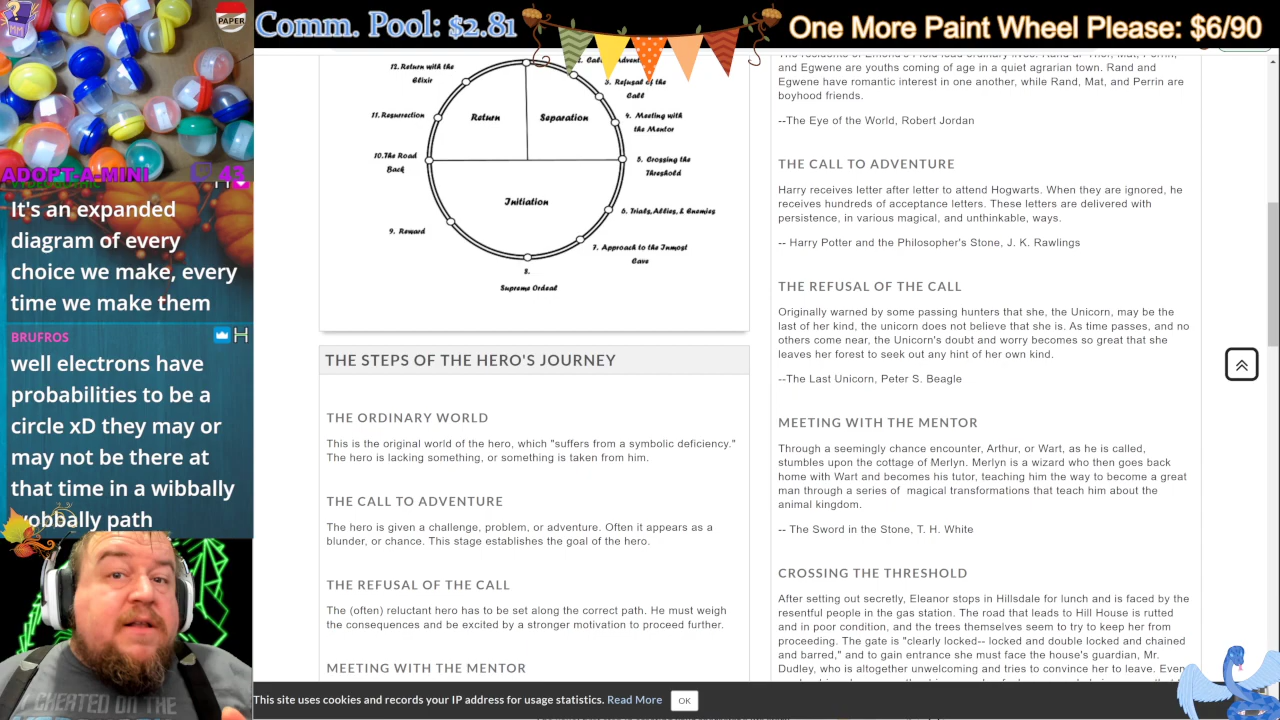 PAPER
Comm. Pool: $2.81
One More Paint Wheel Please: $6/90
ADOPT-A-MINI
43
It's an expanded
diagram of every
choice we make, every
time we make them
BRUFROS
well electrons have
probabilities to be a
circle xD they may or
may not be there at
that time in a wibbally
wobbally path
I CHEATED ON THE
12. Return with the
Elixir
3. Refusal of the
Call
11. Resurrection
Return
Separation
4. Meeting with
the Mentor
10.The Road
Back
5. Crossing the
Threshold
Initiation
6. Trials, Allies, & Enemies
9. Reward
7. Approach to the Inmost
Cave
8.
Supreme Ordeal
THE STEPS OF THE HERO'S JOURNEY
THE ORDINARY WORLD
This is the original world of the hero, which "suffers from a symbolic deficiency."
The hero is lacking something, or something is taken from him.
THE CALL TO ADVENTURE
The hero is given a challenge, problem, or adventure. Often it appears as a
blunder, or chance. This stage establishes the goal of the hero.
THE REFUSAL OF THE CALL
The (often) reluctant hero has to be set along the correct path. He must weigh
the consequences and be excited by a stronger motivation to proceed further.
MEETING WITH THE MENTOR
and Egwene are youths coming of age in a quiet agrarian town. Rand and
Egwene have romantic interest in one another, while Rand, Mat, and Perrin are
boyhood friends.
--The Eye of the World, Robert Jordan
THE CALL TO ADVENTURE
Harry receives letter after letter to attend Hogwarts. When they are ignored, he
receives hundreds of acceptance letters. These letters are delivered with
persistence, in various magical, and unthinkable, ways.
-- Harry Potter and the Philosopher's Stone, J. K. Rawlings
THE REFUSAL OF THE CALL
Originally warned by some passing hunters that she, the Unicorn, may be the
last of her kind, the unicorn does not believe that she is. As time passes, and no
others come near, the Unicorn's doubt and worry becomes so great that she
leaves her forest to seek out any hint of her own kind.
--The Last Unicorn, Peter S. Beagle
MEETING WITH THE MENTOR
Through a seemingly chance encounter, Arthur, or Wart, as he is called,
stumbles upon the cottage of Merlyn. Merlyn is a wizard who then goes back
home with Wart and becomes his tutor, teaching him the way to become a great
man through a series of magical transformations that teach him about the
animal kingdom.
-- The Sword in the Stone, T. H. White
CROSSING THE THRESHOLD
After setting out secretly, Eleanor stops in Hillsdale for lunch and is faced by the
resentful people in the gas station. The road that leads to Hill House is rutted
and in poor condition, and the trees themselves seem to try to keep her from
proceeding. The gate is "clearly locked-- locked and double locked and chained
and barred," and to gain entrance she must face the house's guardian, Mr.
Dudley, who is altogether unwelcoming and tries to convince her to leave. Even
This site uses cookies and records your IP address for usage statistics. Read More
OK